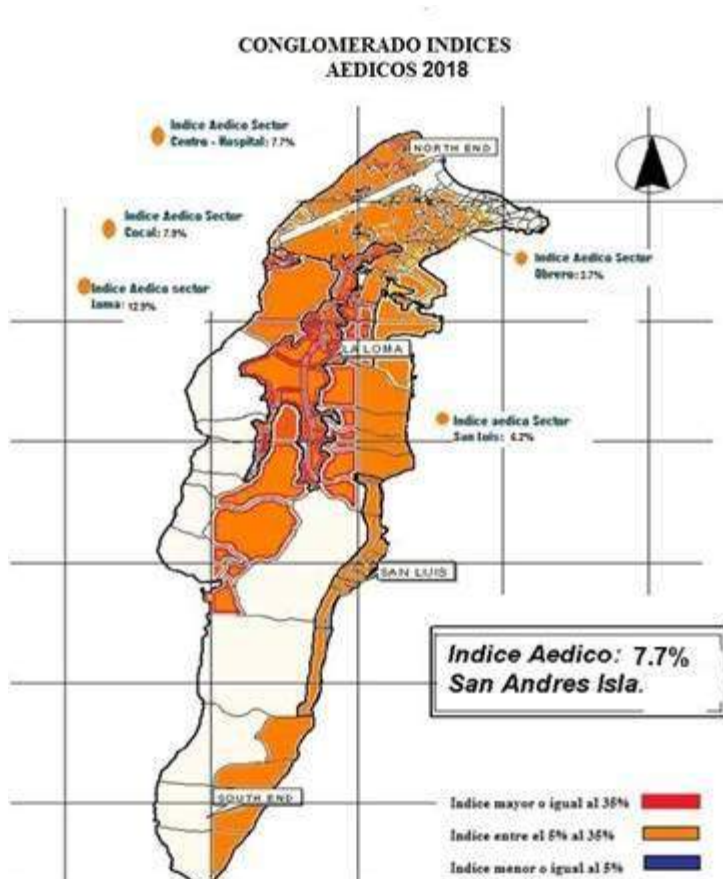 CONGLOMERADO INDICES
AEDICOS 2018
Indice Aedico Sector
Centro - Hospital: 7.7%
NORTH END
Indice Aedico Sector
Cocal: 7.9%
Indice Aedico Sector
Obrero: 3.7%
Indice Aedico sector
Loma: 12.9%
LA LOMA
Indice aedico Sector
San Luis: 6.2%
SAN LUIS
Indice Aedico: 7.7%
San Andres Isla.
SOUTH END
Indice mayor o igual al 35%
Indice entre el 5% al 35%
Indice menor o igual al 5%